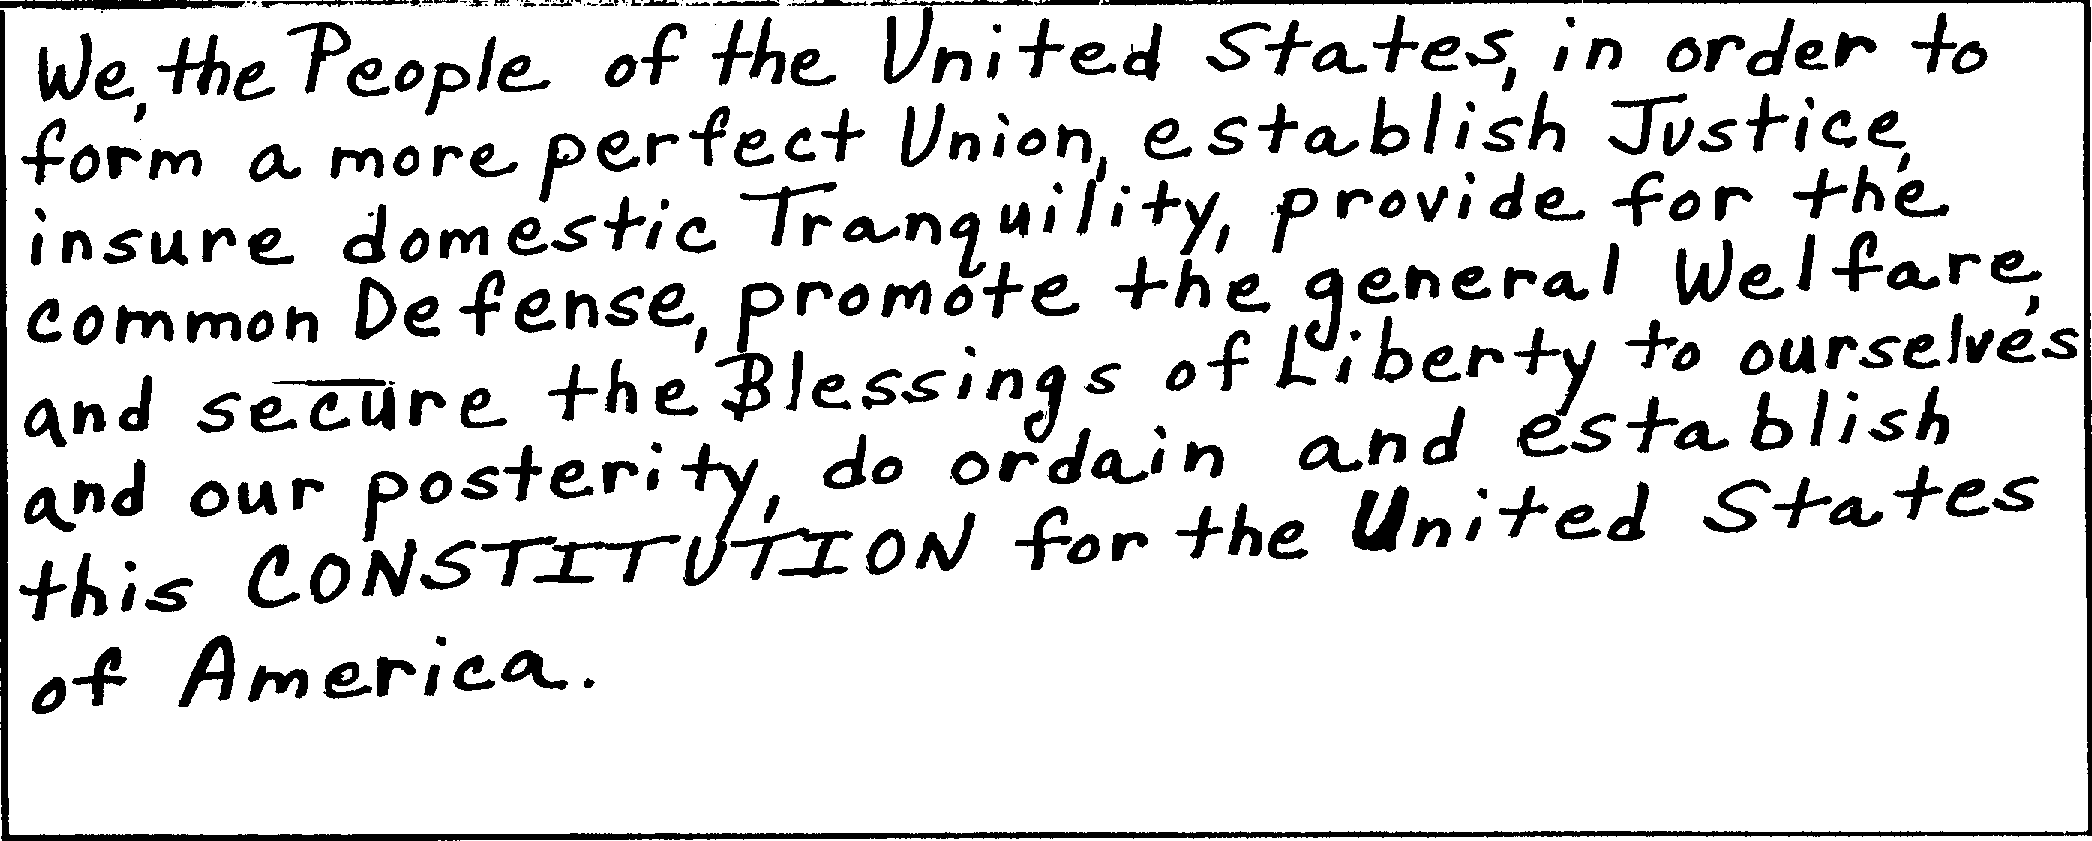 We, the People of the United States, in order to
form a more perfect Union, establish Justice,
insure domestic Tranquility, provide for the
common Defense, promote the general Welfare,
and secure the Blessings of Liberty to ourselves
and our posterity, do ordain and establish
this CONSTITUTION for the United States
of America.